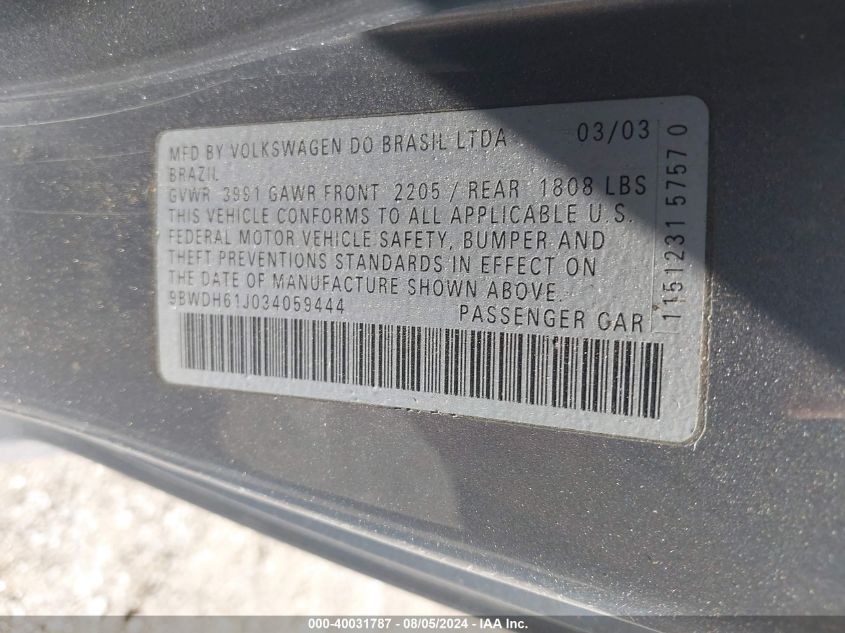 MFD BY VOLKSWAGEN DO BRASIL LTDA 03/03
BRAZIL
GVWR 3991 GAWR FRONT 2205 / REAR 1808 LBS
THIS VEHICLE CONFORMS TO ALL APPLICABLE U.S.
FEDERAL MOTOR VEHICLE SAFETY, BUMPER AND
THEFT PREVENTIONS STANDARDS IN EFFECT ON
THE DATE OF MANUFACTURE SHOWN ABOVE.
9BWDH61J034059444 PASSENGER CAR
1151231 57570
000-40031787 - 08/05/2024 - IAA Inc.